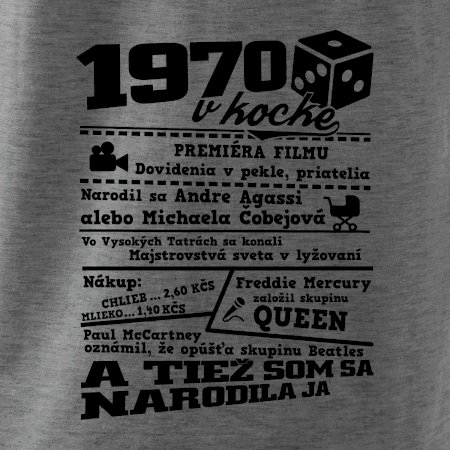 1970
v kocke
PREMIÉRA FILMU
Dovidenia v pekle, priatelia
Narodil sa Andre Agassi
alebo Michaela Čobejová
Vo Vysokých Tatrách sa konali
Majstrovstvá sveta v lyžovaní
Nákup:
CHLIEB ... 2,60 KČS
MLIEKO... 1,40 KČS
Freddie Mercury
založil skupinu
QUEEN
Paul McCartney
oznámil, že opúšťa skupinu Beatles
A TIEŽ SOM SA
NARODILA JA